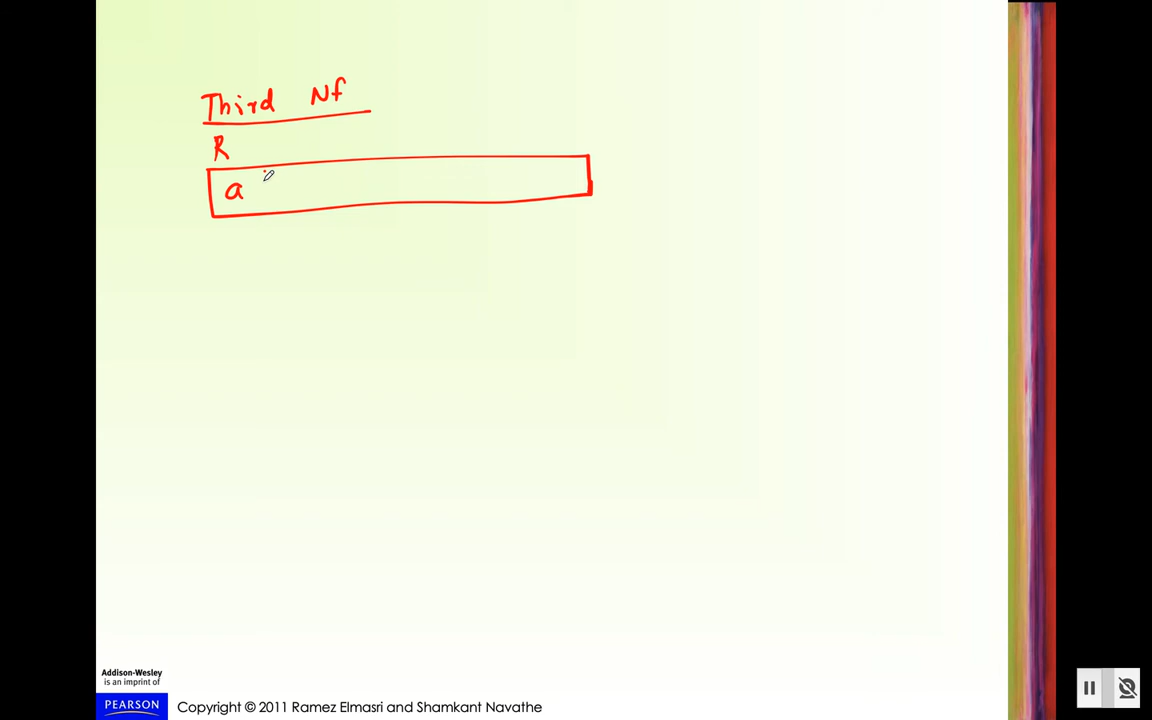 Third Nf
R
a
Addison-Wesley
is an imprint of
PEARSON
Copyright © 2011 Ramez Elmasri and Shamkant Navathe